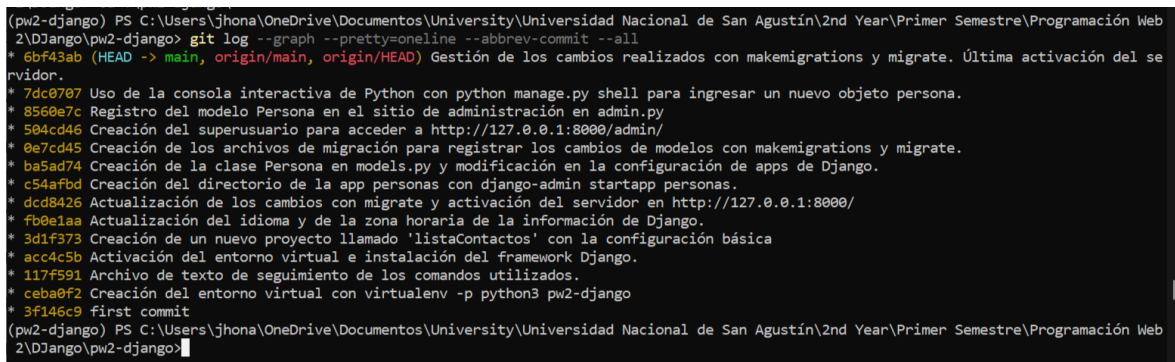 (pw2-django) PS C:\Users\jhona\OneDrive\Documentos\University\Universidad Nacional de San Agustín\2nd Year\Primer Semestre\Programación Web
 2\DJango\pw2-django> git log --graph --pretty=oneline --abbrev-commit --all
* 6bf43ab (HEAD -> main, origin/main, origin/HEAD) Gestión de los cambios realizados con makemigrations y migrate. Última activación del se
rvidor.
* 7dc0707 Uso de la consola interactiva de Python con python manage.py shell para ingresar un nuevo objeto persona.
* 8560e7c Registro del modelo Persona en el sitio de administración en admin.py
* 504cd46 Creación del superusuario para acceder a http://127.0.0.1:8000/admin/
* 0e7cd45 Creación de los archivos de migración para registrar los cambios de modelos con makemigrations y migrate.
* ba5ad74 Creación de la clase Persona en models.py y modificación en la configuración de apps de Django.
* c54afbd Creación del directorio de la app personas con django-admin startapp personas.
* dcd8426 Actualización de los cambios con migrate y activación del servidor en http://127.0.0.1:8000/
* fb0e1aa Actualización del idioma y de la zona horaria de la información de Django.
* 3d1f373 Creación de un nuevo proyecto llamado 'listaContactos' con la configuración básica
* acc4c5b Activación del entorno virtual e instalación del framework Django.
* 117f591 Archivo de texto de seguimiento de los comandos utilizados.
* ceba0f2 Creación del entorno virtual con virtualenv -p python3 pw2-django
* 3f146c9 first commit
(pw2-django) PS C:\Users\jhona\OneDrive\Documentos\University\Universidad Nacional de San Agustín\2nd Year\Primer Semestre\Programación Web
 2\DJango\pw2-django>